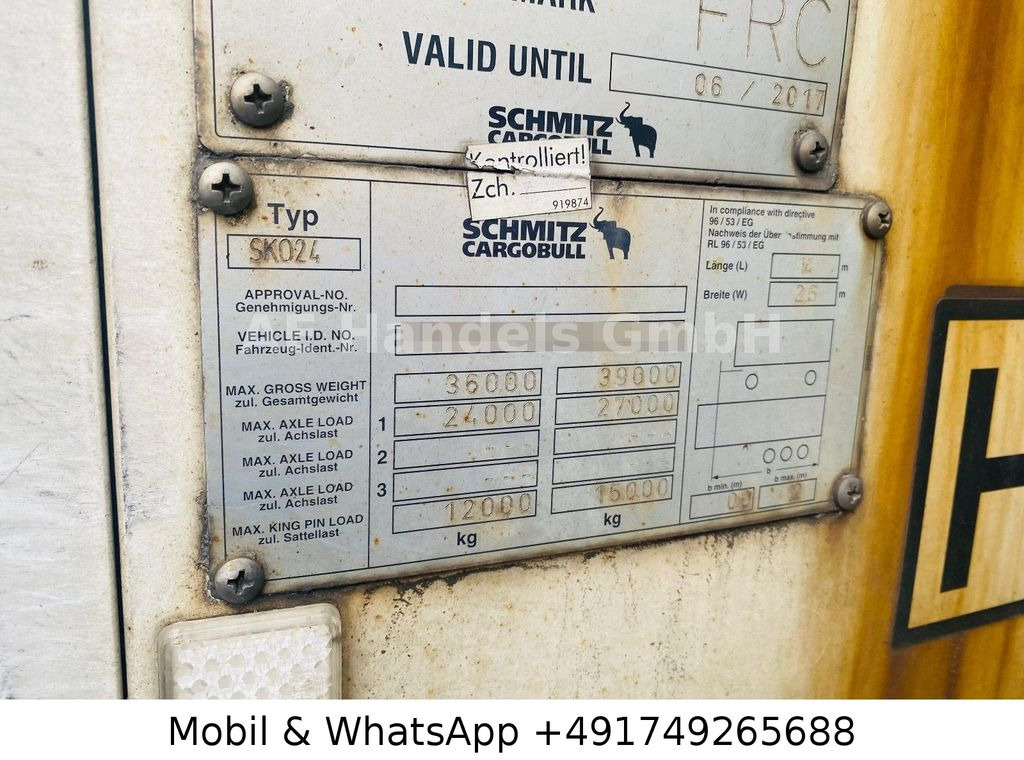 FRC
VALID UNTIL 06 / 2017
SCHMITZ
CARGOBULL
Kontrolliert!
Zch.
919874
SCHMITZ
CARGOBULL
Typ
SKO24
APPROVAL-NO.
Genehmigungs-Nr.
VEHICLE I.D. NO.
Fahrzeug-Ident.-Nr.
AE Handels GmbH
MAX. GROSS WEIGHT
zul. Gesamtgewicht
36000 39000
MAX. AXLE LOAD
zul. Achslast
1 24000 27000
MAX. AXLE LOAD
zul. Achslast
2 -- --
MAX. AXLE LOAD
zul. Achslast
3 -- --
MAX. KING PIN LOAD
zul. Sattellast
12000 15000
kg kg
In compliance with directive
96 / 53 / EG
Nachweis der mit
RL 96 / 53 / EG
Länge (L) m
Breite (W) m
b
b min. (m) b max. (m)
H
Mobil & WhatsApp +491749265688